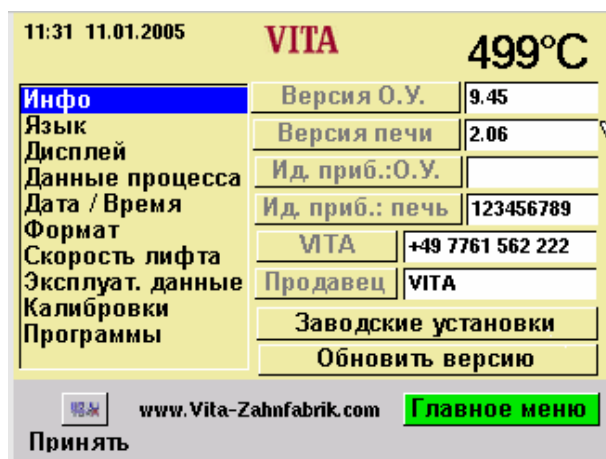 11:31 11.01.2005
VITA
499°C
Инфо
Язык
Дисплей
Данные процесса
Дата / Время
Формат
Скорость лифта
Эксплуат. данные
Калибровки
Программы
Версия О.У. 9.45
Версия печи 2.06
Ид. приб.:О.У.
Ид. приб.: печь 123456789
VITA +49 7761 562 222
Продавец VITA
Заводские установки
Обновить версию
www.Vita-Zahnfabrik.com
Главное меню
Принять